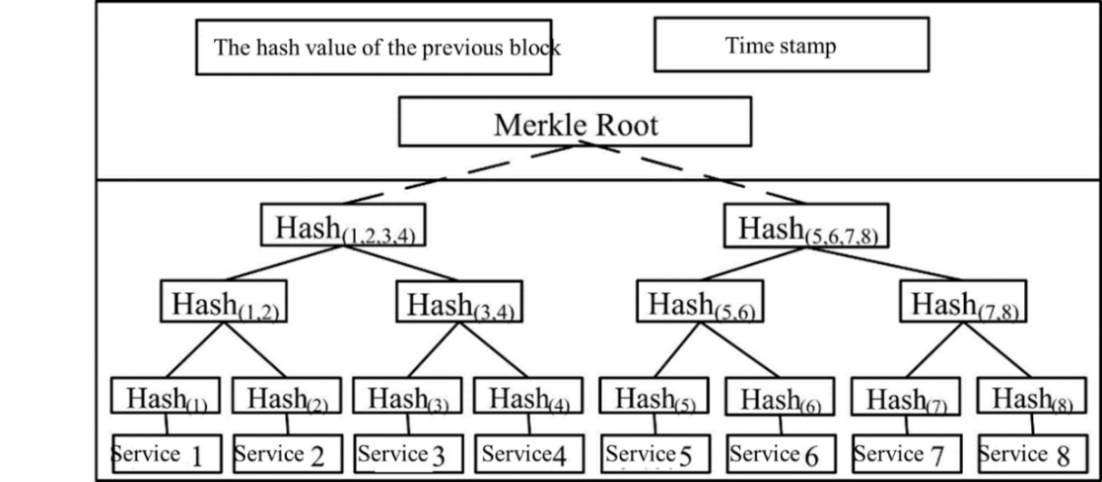 The hash value of the previous block
Time stamp
Merkle Root
Hash(1,2,3,4)
Hash(5,6,7,8)
Hash(1,2)
Hash(3,4)
Hash(5,6)
Hash(7,8)
Hash(1)
Hash(2)
Hash(3)
Hash(4)
Hash(5)
Hash(6)
Hash(7)
Hash(8)
Service 1
Service 2
Service 3
Service4
Service 5
Service 6
Service 7
Service 8